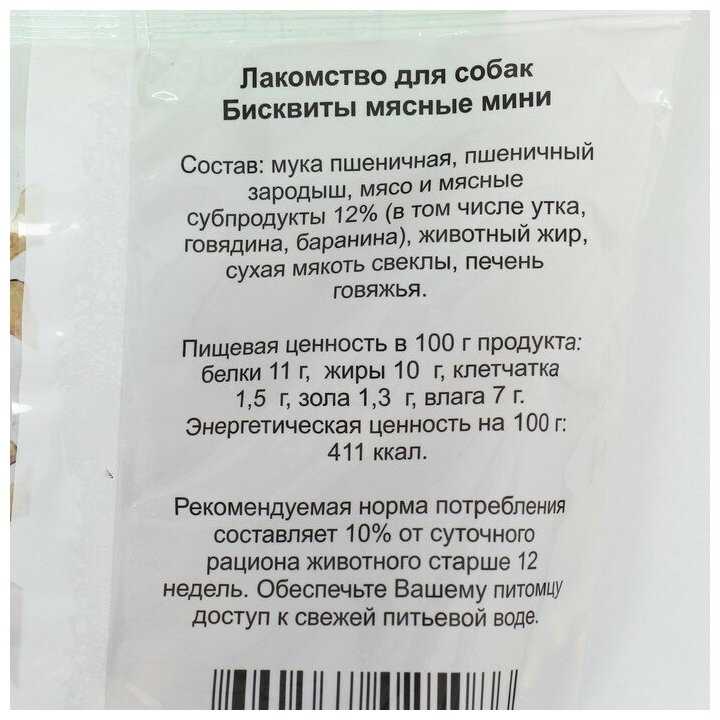 Лакомство для собак
Бисквиты мясные мини
Состав: мука пшеничная, пшеничный
зародыш, мясо и мясные
субпродукты 12% (в том числе утка,
говядина, баранина), животный жир,
сухая мякоть свеклы, печень
говяжья.
Пищевая ценность в 100 г продукта:
белки 11 г, жиры 10 г, клетчатка
1,5 г, зола 1,3 г, влага 7 г.
Энергетическая ценность на 100 г:
411 ккал.
Рекомендуемая норма потребления
составляет 10% от суточного
рациона животного старше 12
недель. Обеспечьте Вашему питомцу
доступ к свежей питьевой воде.